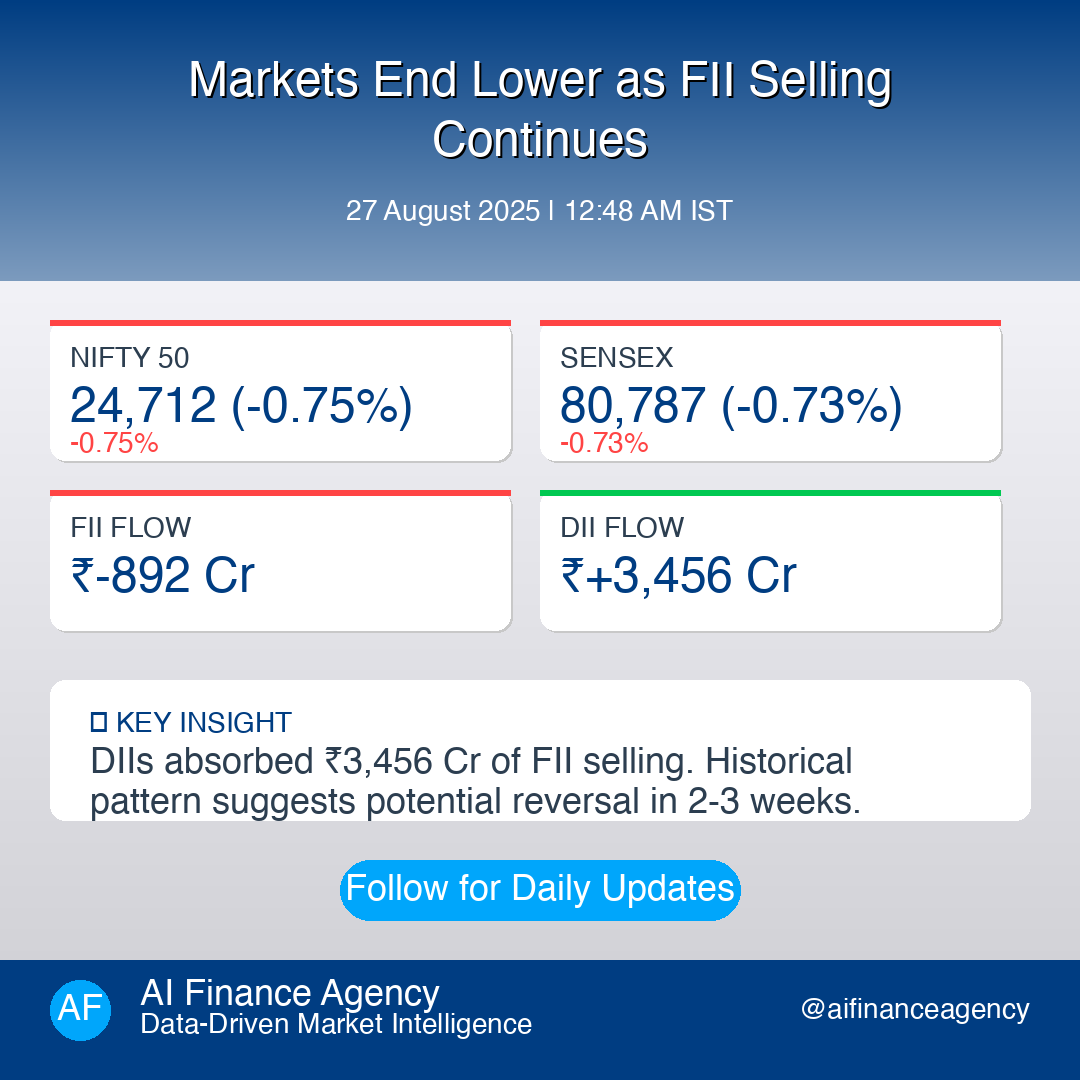 Markets End Lower as FII Selling
Continues
27 August 2025 | 12:48 AM IST
NIFTY 50
24,712 (-0.75%)
-0.75%
SENSEX
80,787 (-0.73%)
-0.73%
FII FLOW
₹-892 Cr
DII FLOW
₹+3,456 Cr
KEY INSIGHT
DIIs absorbed ₹3,456 Cr of FII selling. Historical
pattern suggests potential reversal in 2-3 weeks.
Follow for Daily Updates
AF
AI Finance Agency
Data-Driven Market Intelligence
@aifinanceagency